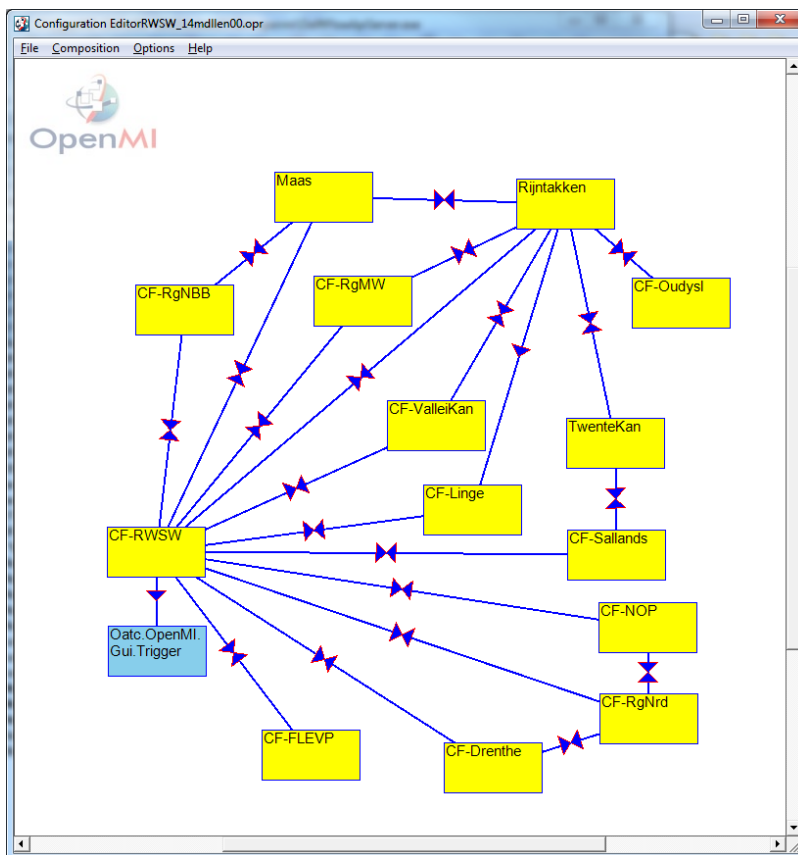 Configuration EditorRWSW_14mdllen00.opr
File Composition Options Help
OpenMI
Maas
Rijntakken
CF-RgNBB
CF-RgMW
CF-OudysI
CF-ValleiKan
TwenteKan
CF-Linge
CF-RWSW
CF-Sallands
CF-NOP
Oatc.OpenMI.
Gui.Trigger
CF-RgNrd
CF-FLEVP
CF-Drenthe